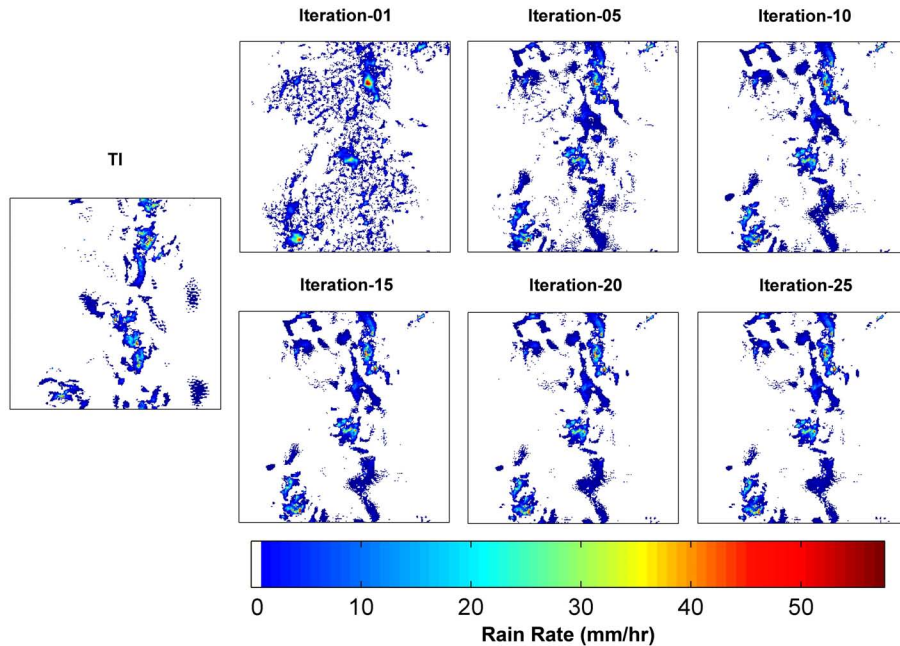 Iteration-01 Iteration-05 Iteration-10
TI
Iteration-15 Iteration-20 Iteration-25
0 10 20 30 40 50
Rain Rate (mm/hr)